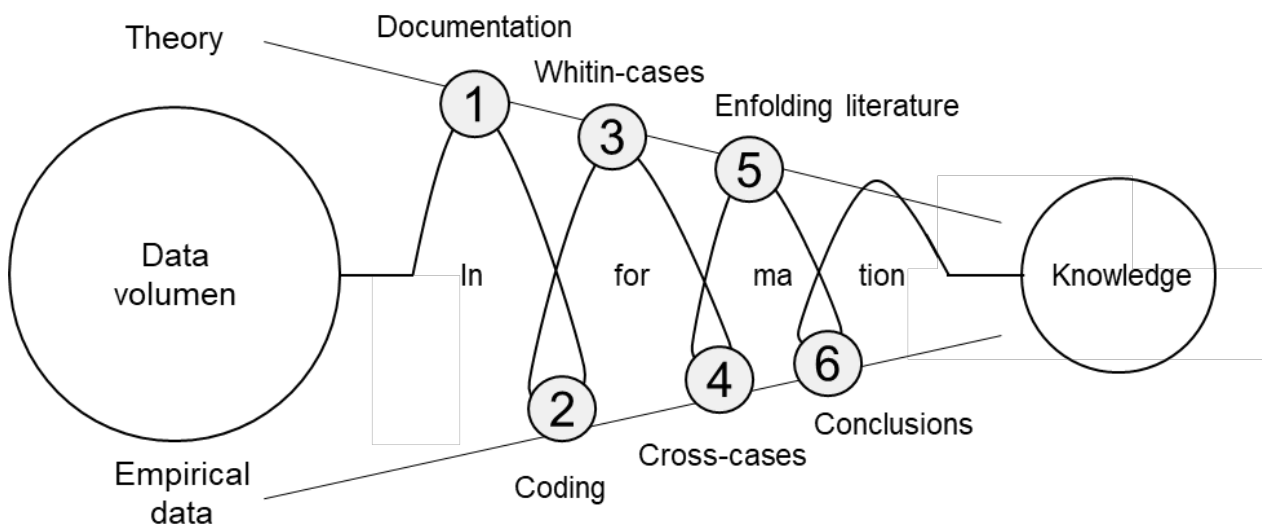 Theory
Documentation
Whitin-cases
Enfolding literature
1
3
5
Data
volumen
In
for
ma
tion
Knowledge
2
4
6
Conclusions
Cross-cases
Coding
Empirical
data